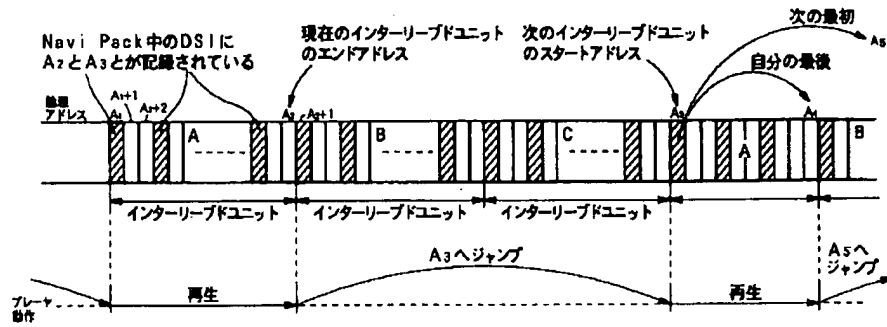 Navi Pack中のDSIに
A2とA3とが記録されている
現在のインターリーブドユニット
のエンドアドレス
次のインターリーブドユニット
のスタートアドレス
次の最初
A5
自分の最後
論理
アドレス
A1
A1+1
A1+2
A2
A2+1
A3
A4
A
B
C
A
B
インターリーブドユニット
インターリーブドユニット
インターリーブドユニット
A3へジャンプ
A5へ
ジャンプ
プレーヤ
動作
再生
再生